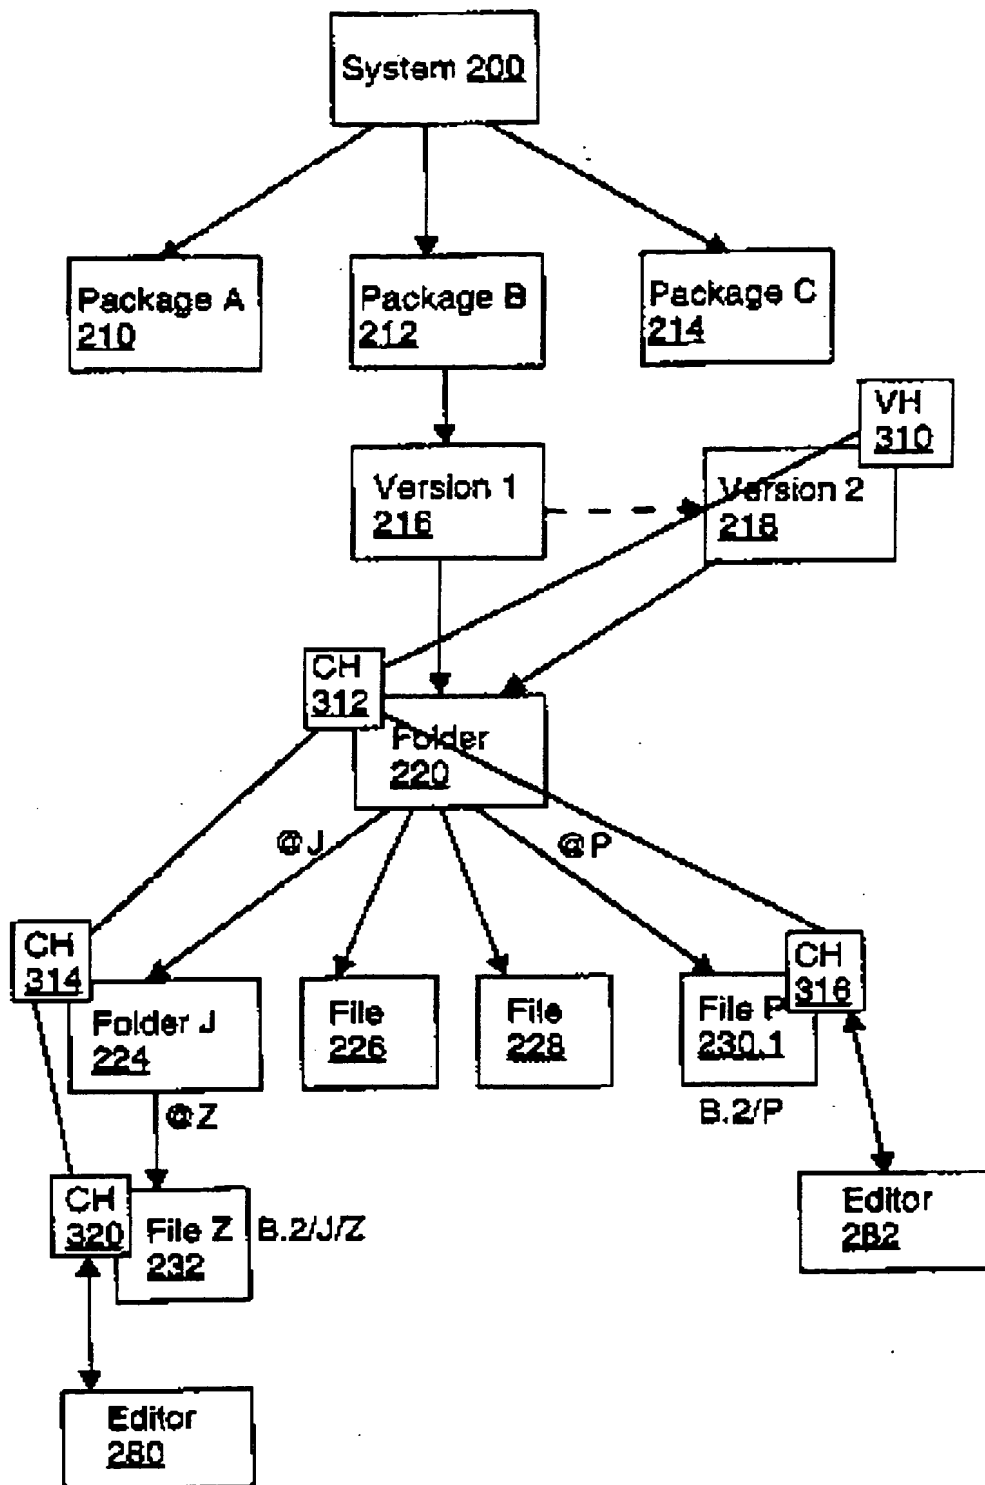 System 200
Package A
210
Package B
212
Package C
214
VH
310
Version 1
216
Version 2
218
CH
312
Folder
220
@J
@P
CH
314
Folder J
224
File
226
File
228
File P
230.1
CH
316
@Z
B.2/P
CH
320
File Z
232
B.2/J/Z
Editor
282
Editor
280